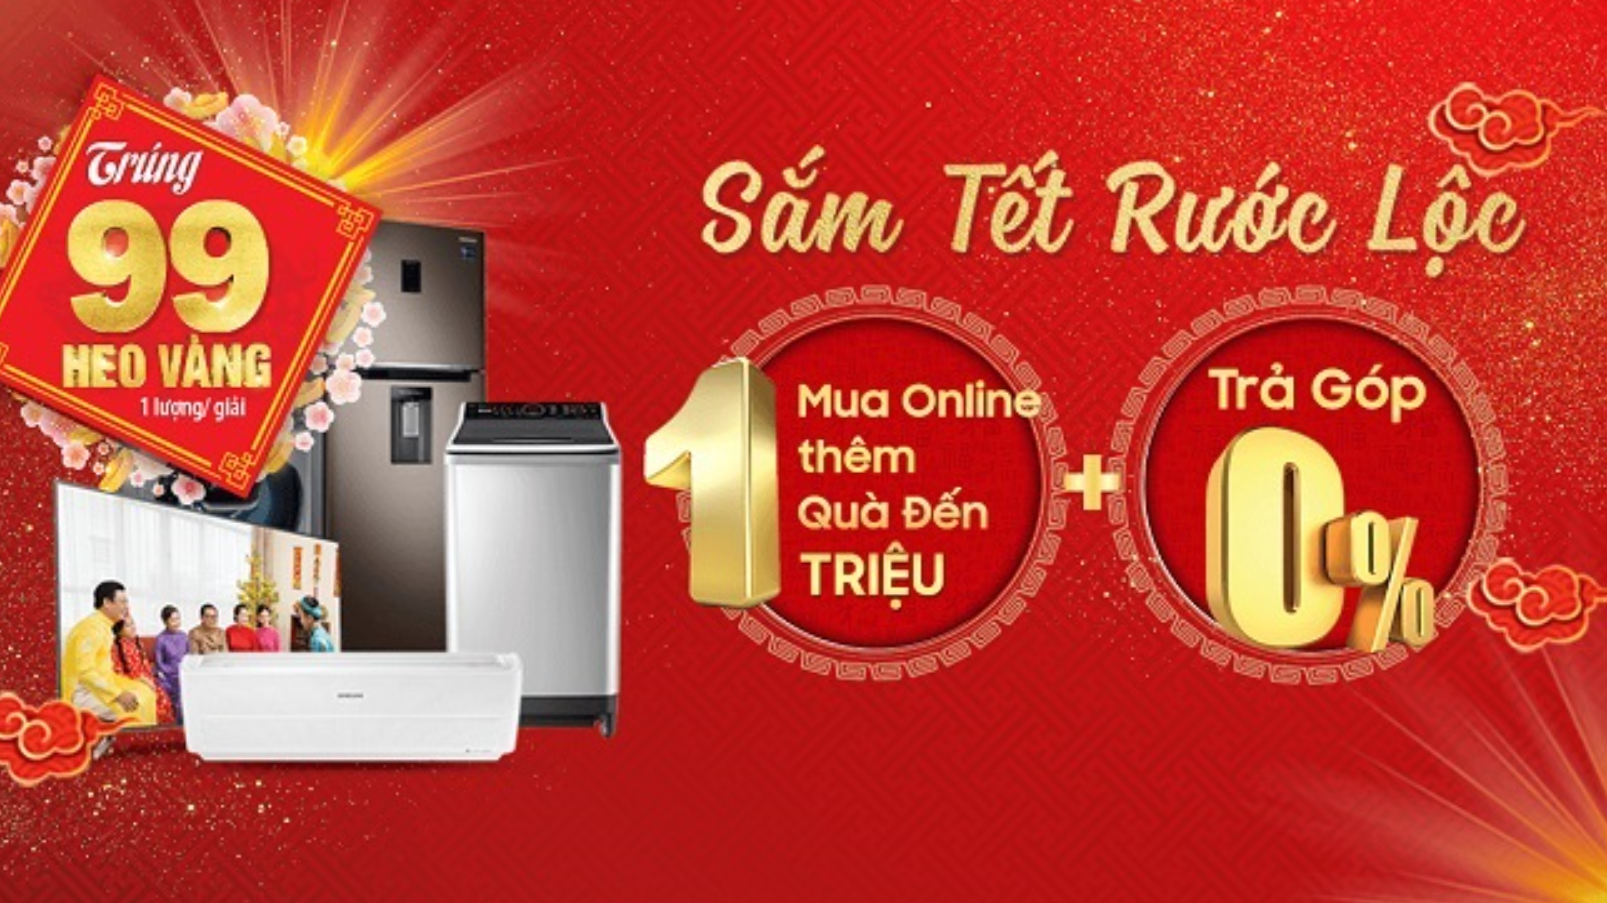 Trúng
99
HEO VÀNG
1 lượng/ giải
Sắm Tết Rước Lộc
1
Mua Online
thêm
Quà Đến
TRIỆU
+
Trả Góp
0%
SAMSUNG